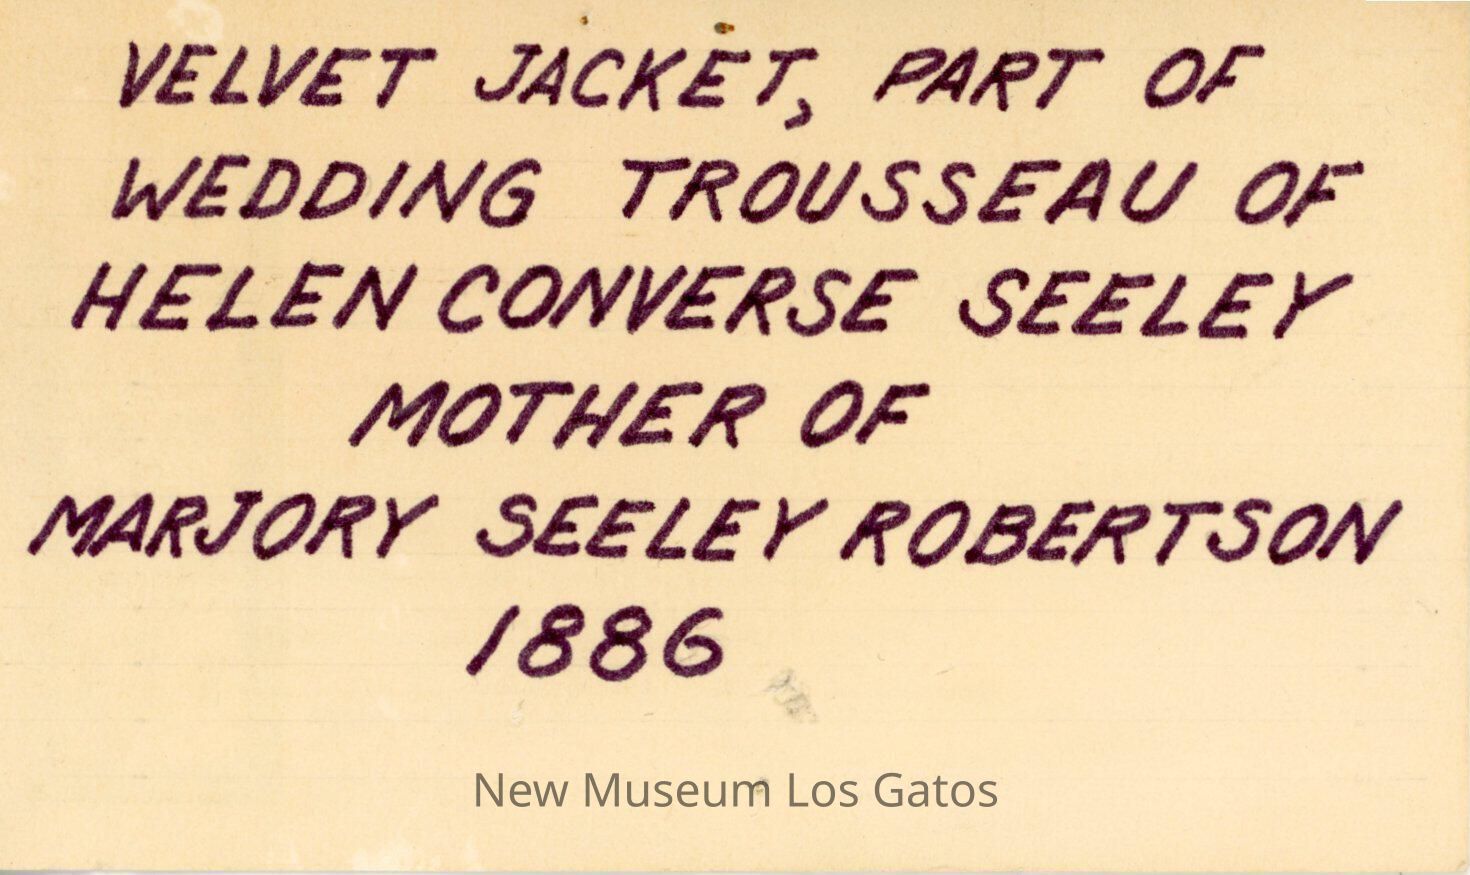 VELVET JACKET, PART OF
WEDDING TROUSSEAU OF
HELEN CONVERSE SEELEY
MOTHER OF
MARJORY SEELEY ROBERTSON
1886
New Museum Los Gatos